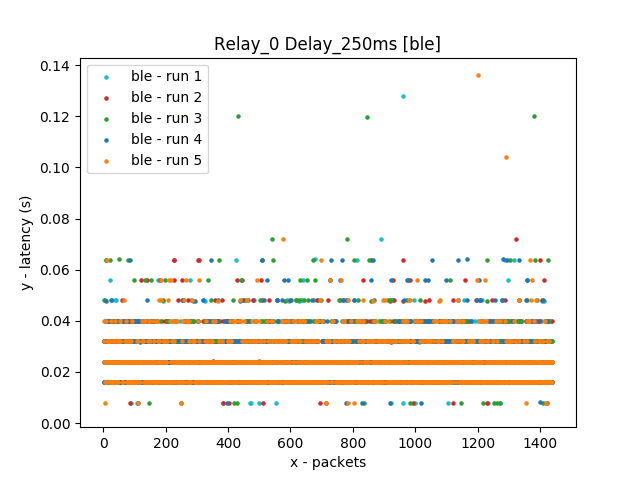 Relay_0 Delay_250ms [ble]
ble - run 1
ble - run 2
ble - run 3
ble - run 4
ble - run 5
y - latency (s)
0.14
0.12
0.10
0.08
0.06
0.04
0.02
0.00
0 200 400 600 800 1000 1200 1400
x - packets